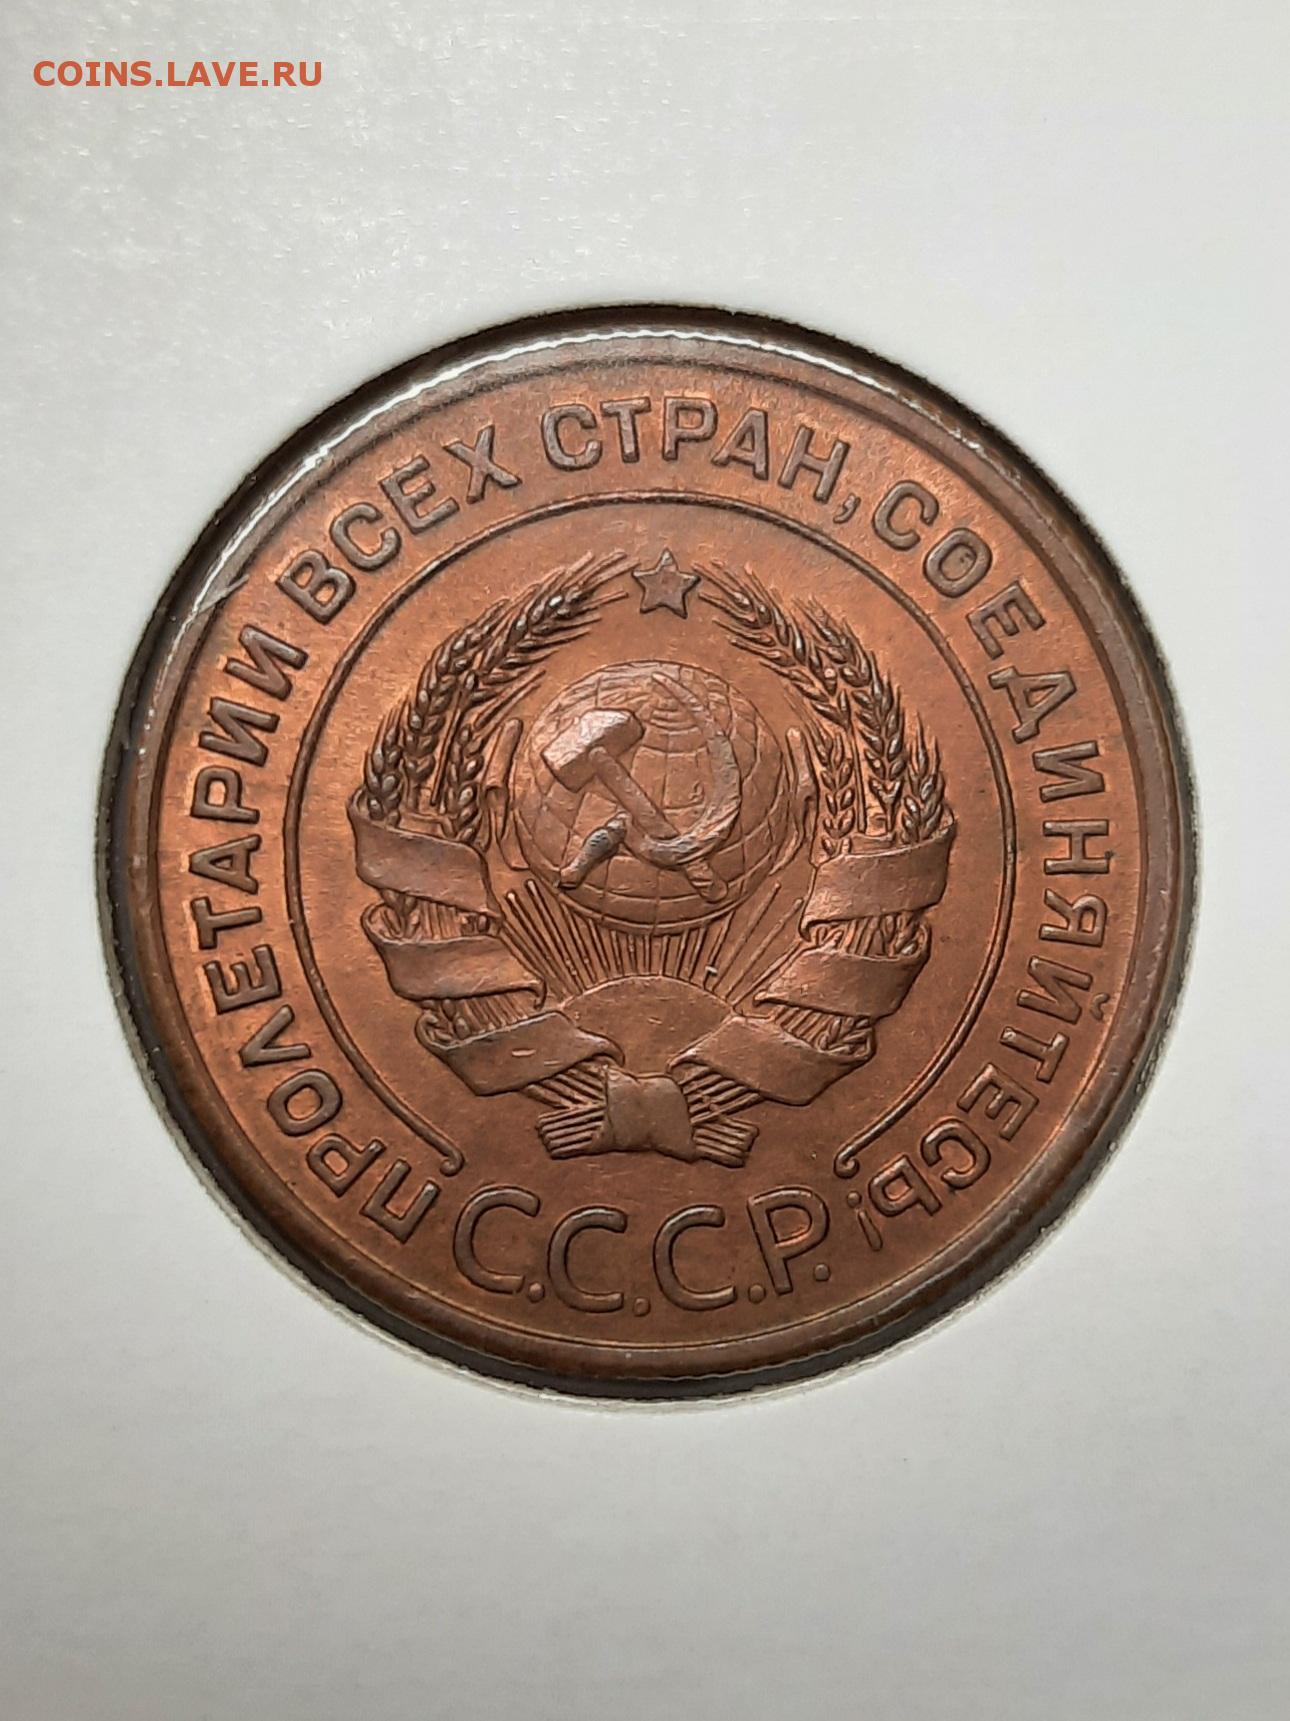 COINS.LAVE.RU
ПРОЛЕТАРИИ ВСЕХ СТРАН, СОЕДИНЯЙТЕСЬ!
С.С.С.Р.